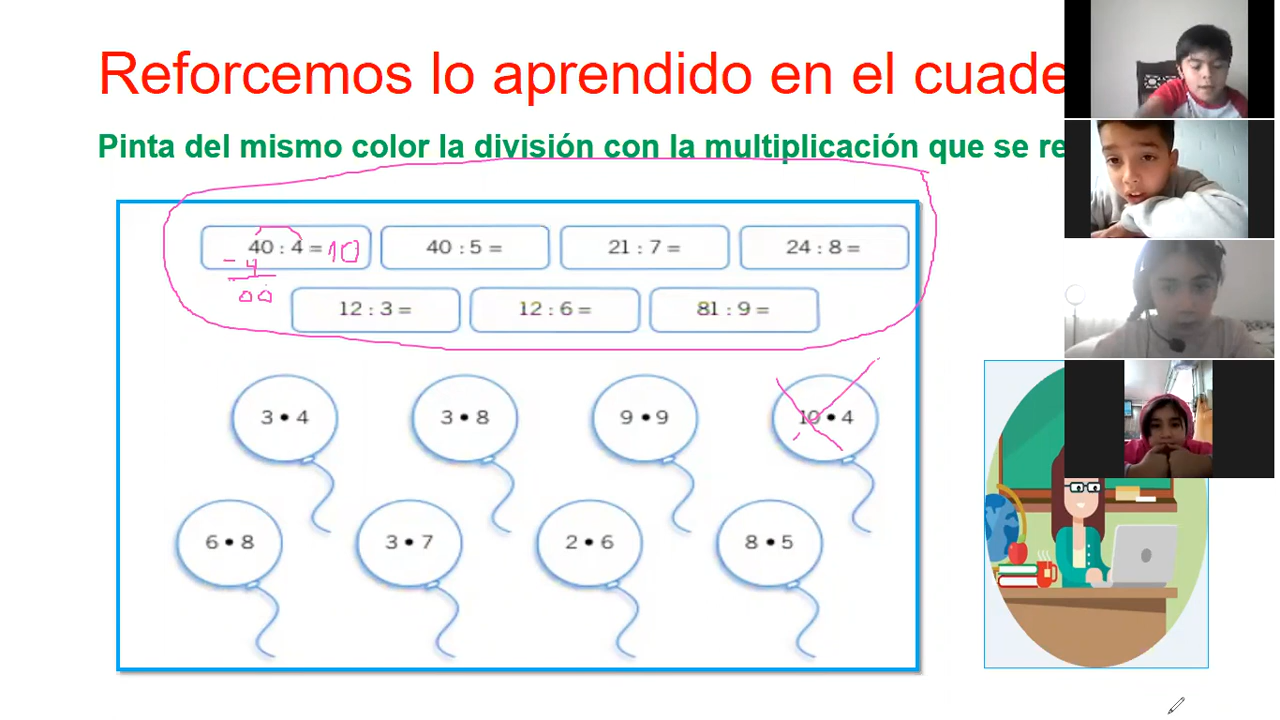 Reforcemos lo aprendido en el cuade
Pinta del mismo color la división con la multiplicación que se re
40 : 4 = 10
40 : 5 =
21 : 7 =
24 : 8 =
- 4
00
12 : 3 =
12 : 6 =
81 : 9 =
3 • 4
3 • 8
9 • 9
10 • 4
6 • 8
3 • 7
2 • 6
8 • 5